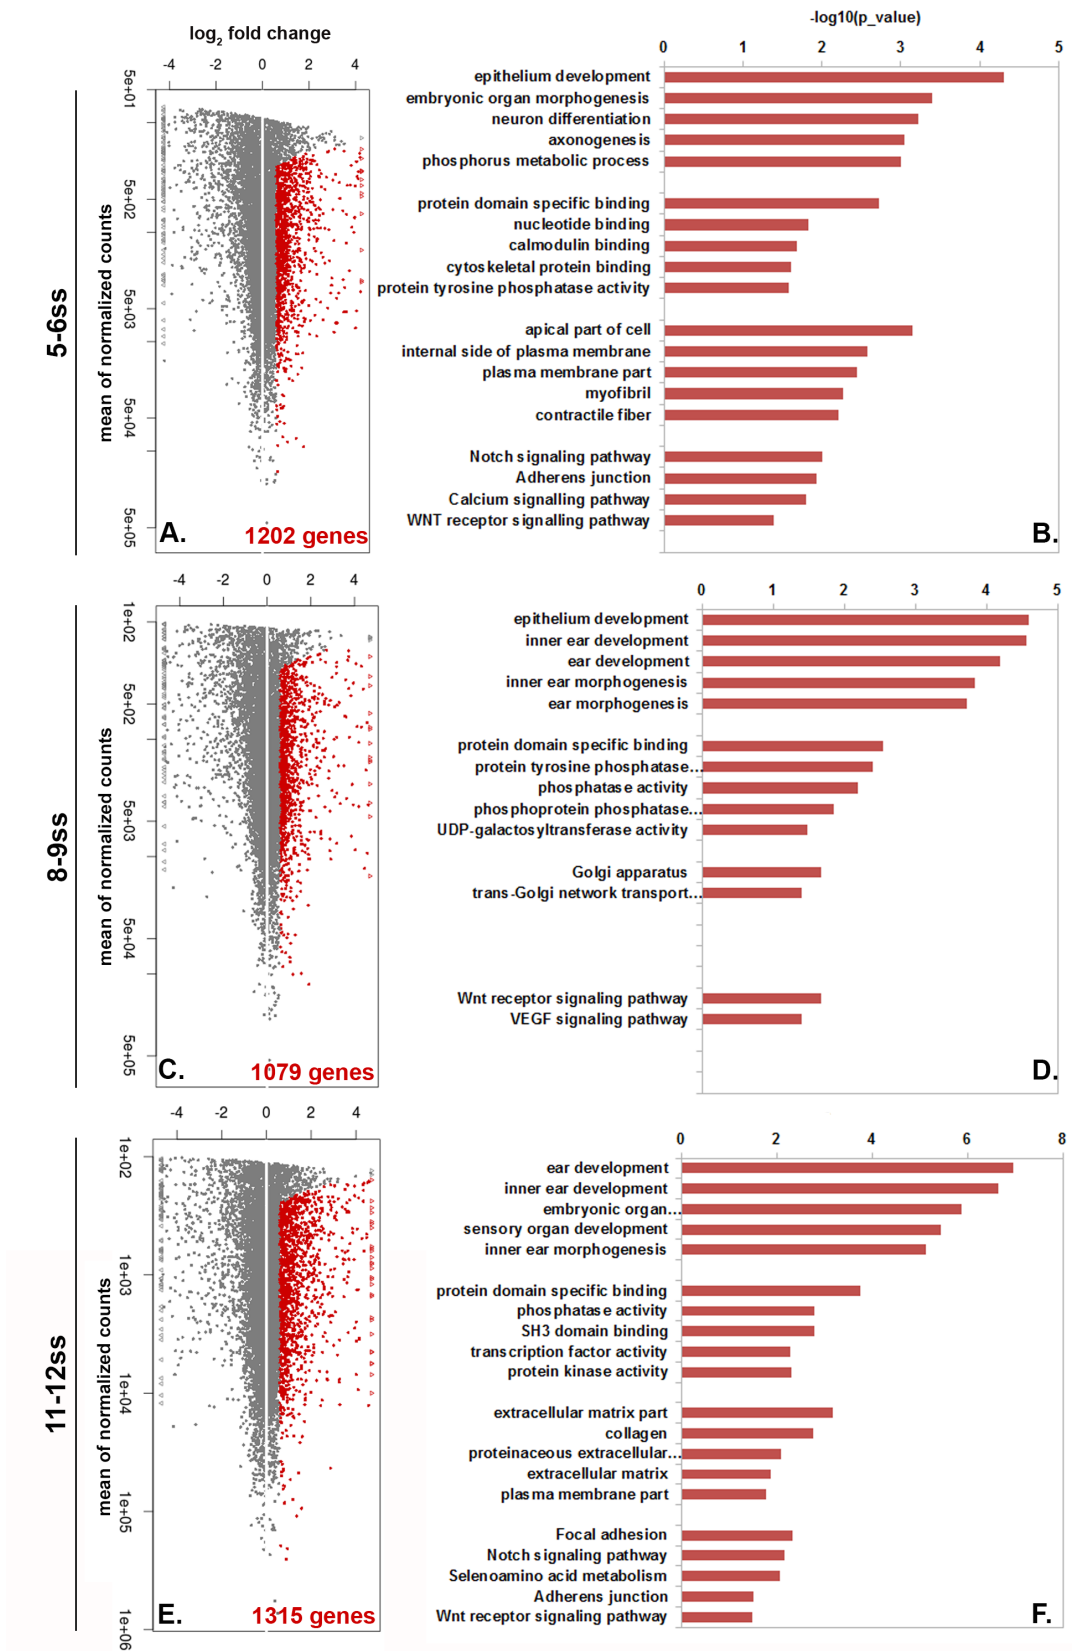 log2 fold change
-4 -2 0 2 4
5e+01
5e+02
5e+03
5e+04
5e+05
mean of normalized counts
5-6ss
A.
1202 genes
-log10(p_value)
0 1 2 3 4 5
epithelium development
embryonic organ morphogenesis
neuron differentiation
axonogenesis
phosphorus metabolic process
protein domain specific binding
nucleotide binding
calmodulin binding
cytoskeletal protein binding
protein tyrosine phosphatase activity
apical part of cell
internal side of plasma membrane
plasma membrane part
myofibril
contractile fiber
Notch signaling pathway
Adherens junction
Calcium signalling pathway
WNT receptor signalling pathway
B.
-4 -2 0 2 4
1e+02
5e+02
5e+03
5e+04
5e+05
mean of normalized counts
8-9ss
C.
1079 genes
0 1 2 3 4 5
epithelium development
inner ear development
ear development
inner ear morphogenesis
ear morphogenesis
protein domain specific binding
protein tyrosine phosphatase...
phosphatase activity
phosphoprotein phosphatase...
UDP-galactosyltransferase activity
Golgi apparatus
trans-Golgi network transport...
Wnt receptor signaling pathway
VEGF signaling pathway
D.
-4 -2 0 2 4
1e+02
1e+03
1e+04
1e+05
1e+06
mean of normalized counts
11-12ss
E.
1315 genes
0 2 4 6 8
ear development
inner ear development
embryonic organ...
sensory organ development
inner ear morphogenesis
protein domain specific binding
phosphatase activity
SH3 domain binding
transcription factor activity
protein kinase activity
extracellular matrix part
collagen
proteinaceous extracellular...
extracellular matrix
plasma membrane part
Focal adhesion
Notch signaling pathway
Selenoamino acid metabolism
Adherens junction
Wnt receptor signaling pathway
F.